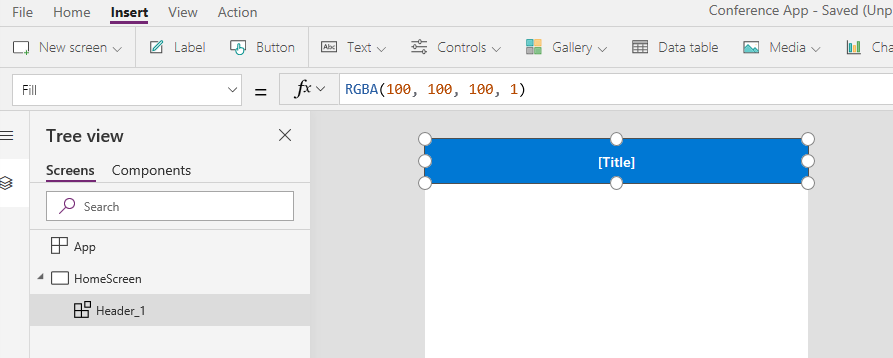 File Home Insert View Action Conference App - Saved (Unp
New screen Label Button Text Controls Gallery Data table Media Cha
Fill = fx RGBA(100, 100, 100, 1)
Tree view
Screens Components
Search
App
HomeScreen
Header_1
[Title]